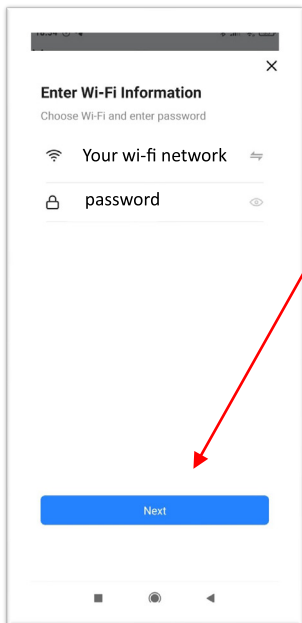 Enter Wi-Fi Information
Choose Wi-Fi and enter password
Your wi-fi network
password
Next